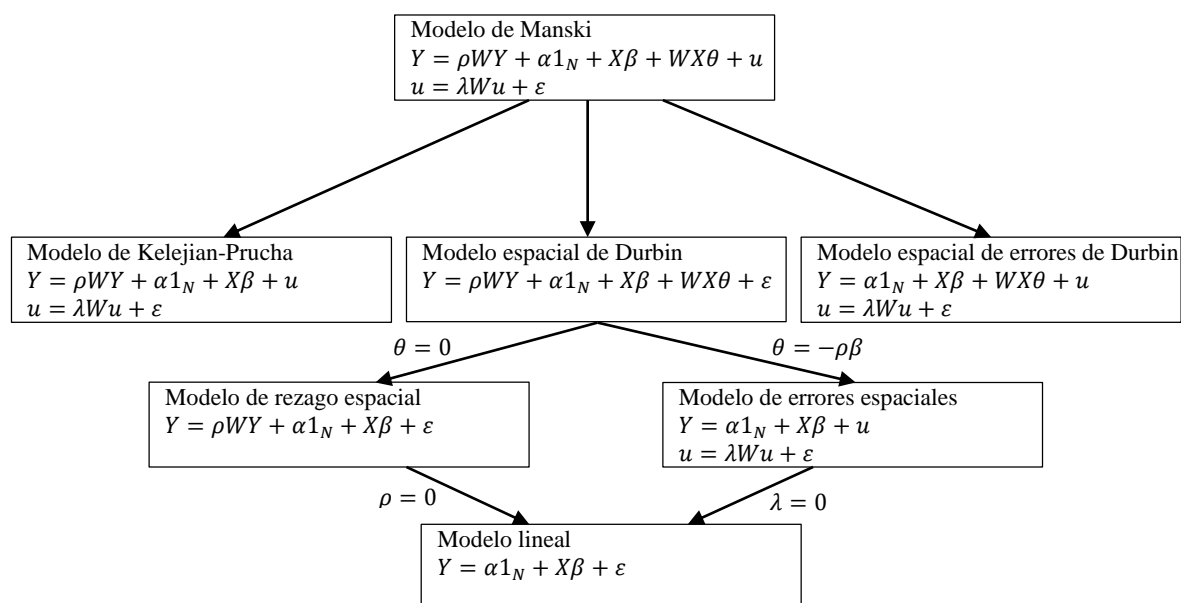 Modelo de Manski
𝑌 = 𝜌𝑊𝑌 + 𝛼1_𝑁 + 𝑋𝛽 + 𝑊𝑋𝜃 + 𝑢
𝑢 = 𝜆𝑊𝑢 + 𝜀
Modelo de Kelejian-Prucha
𝑌 = 𝜌𝑊𝑌 + 𝛼1_𝑁 + 𝑋𝛽 + 𝑢
𝑢 = 𝜆𝑊𝑢 + 𝜀
Modelo espacial de Durbin
𝑌 = 𝜌𝑊𝑌 + 𝛼1_𝑁 + 𝑋𝛽 + 𝑊𝑋𝜃 + 𝜀
Modelo espacial de errores de Durbin
𝑌 = 𝛼1_𝑁 + 𝑋𝛽 + 𝑊𝑋𝜃 + 𝑢
𝑢 = 𝜆𝑊𝑢 + 𝜀
𝜃 = 0
𝜃 = −𝜌𝛽
Modelo de rezago espacial
𝑌 = 𝜌𝑊𝑌 + 𝛼1_𝑁 + 𝑋𝛽 + 𝜀
Modelo de errores espaciales
𝑌 = 𝛼1_𝑁 + 𝑋𝛽 + 𝑢
𝑢 = 𝜆𝑊𝑢 + 𝜀
𝜌 = 0
𝜆 = 0
Modelo lineal
𝑌 = 𝛼1_𝑁 + 𝑋𝛽 + 𝜀